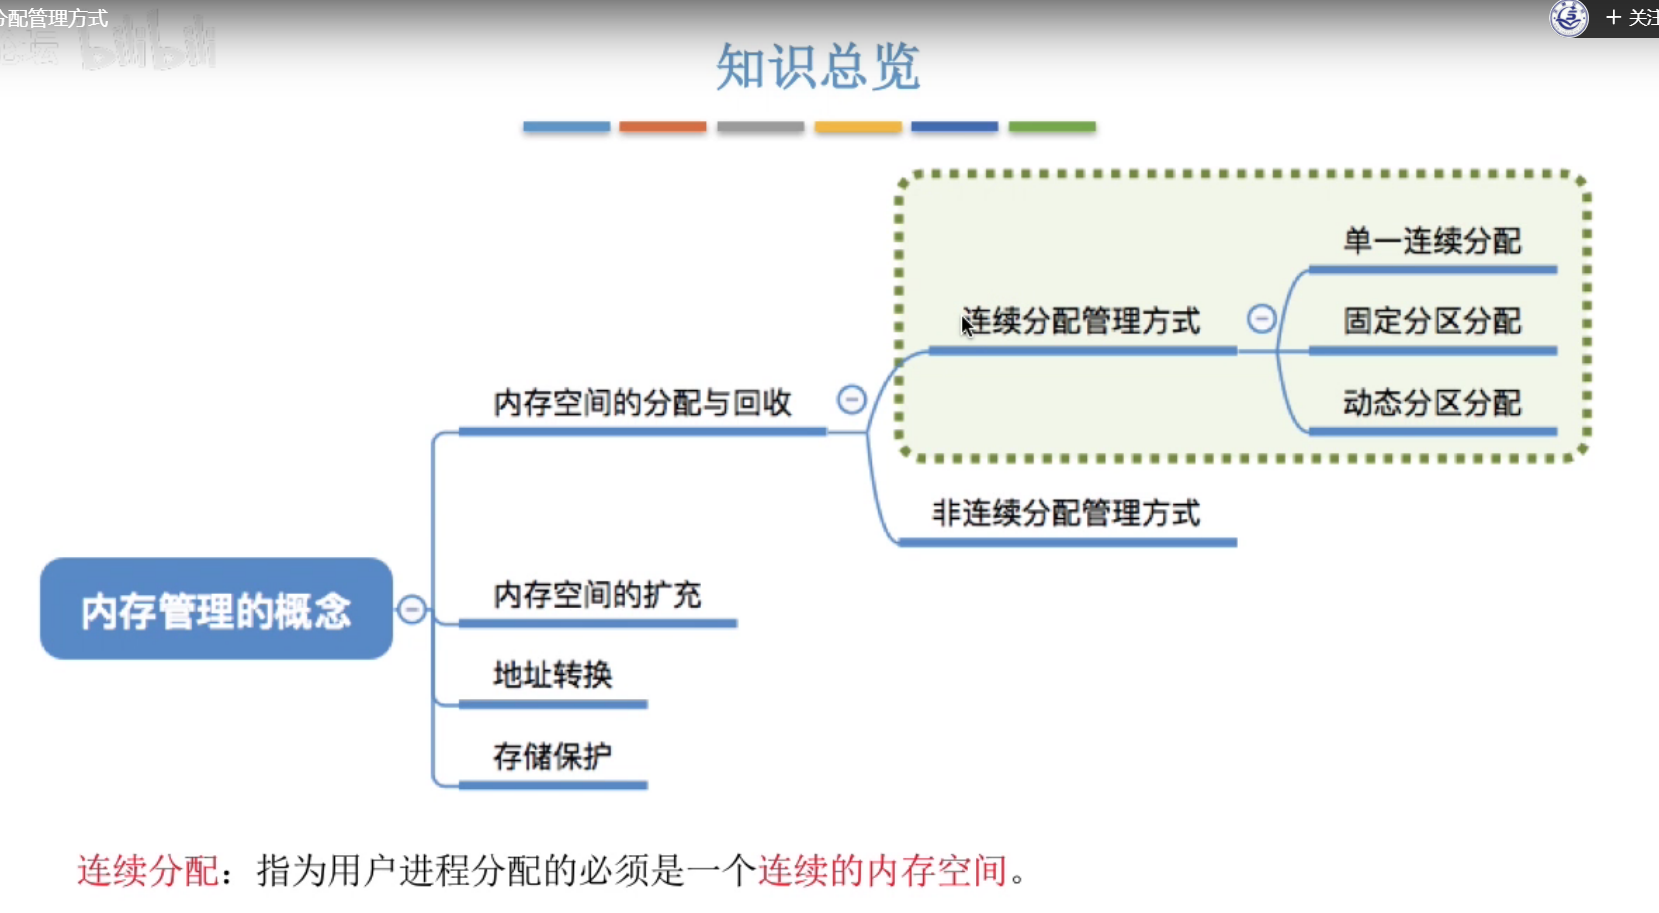 分配管理方式
+ 关注
bilibili
知识总览
单一连续分配
连续分配管理方式
固定分区分配
内存空间的分配与回收
动态分区分配
非连续分配管理方式
内存空间的扩充
内存管理的概念
地址转换
存储保护
连续分配：指为用户进程分配的必须是一个连续的内存空间。